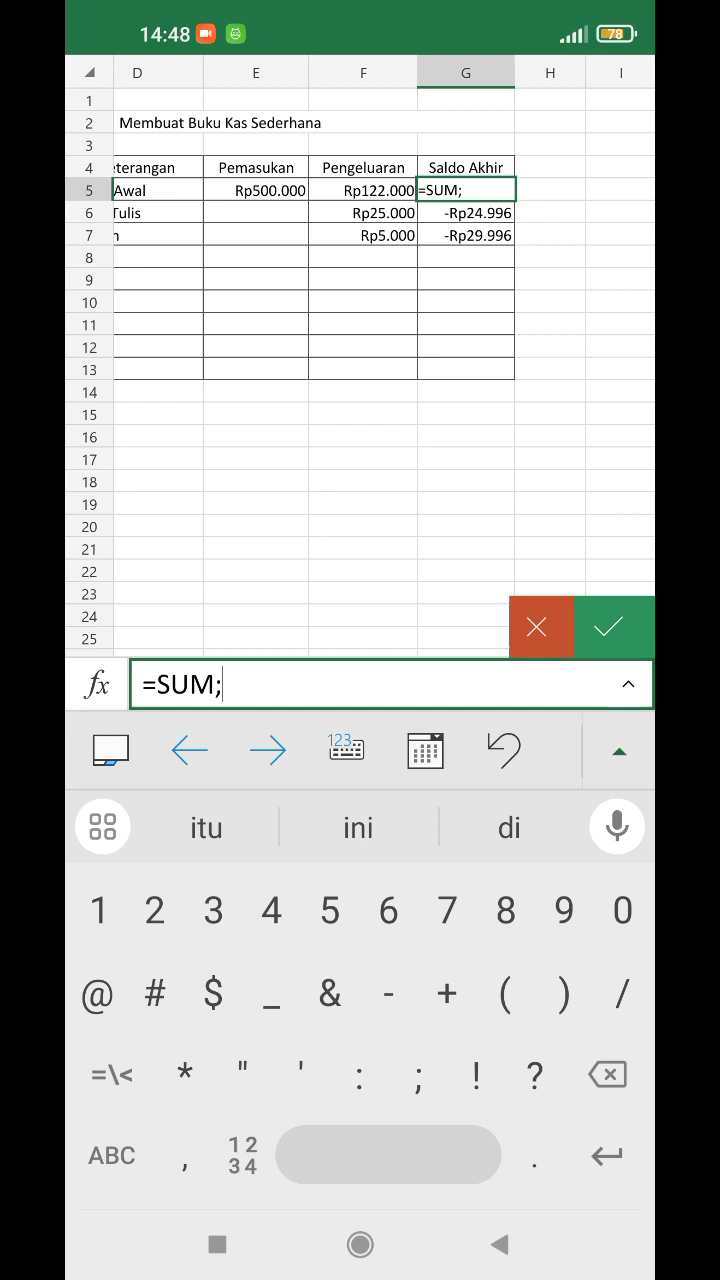 14:48
78
D E F G H I
1
2 Membuat Buku Kas Sederhana
3
4 terangan Pemasukan Pengeluaran Saldo Akhir
5 Awal Rp500.000 Rp122.000 =SUM;
6 Tulis Rp25.000 -Rp24.996
7 n Rp5.000 -Rp29.996
8
9
10
11
12
13
14
15
16
17
18
19
20
21
22
23
24
25
fx =SUM;
123
itu ini di
1 2 3 4 5 6 7 8 9 0
@ # $ _ & - + ( ) /
=\< * " ' : ; ! ?
ABC , 12 34 .